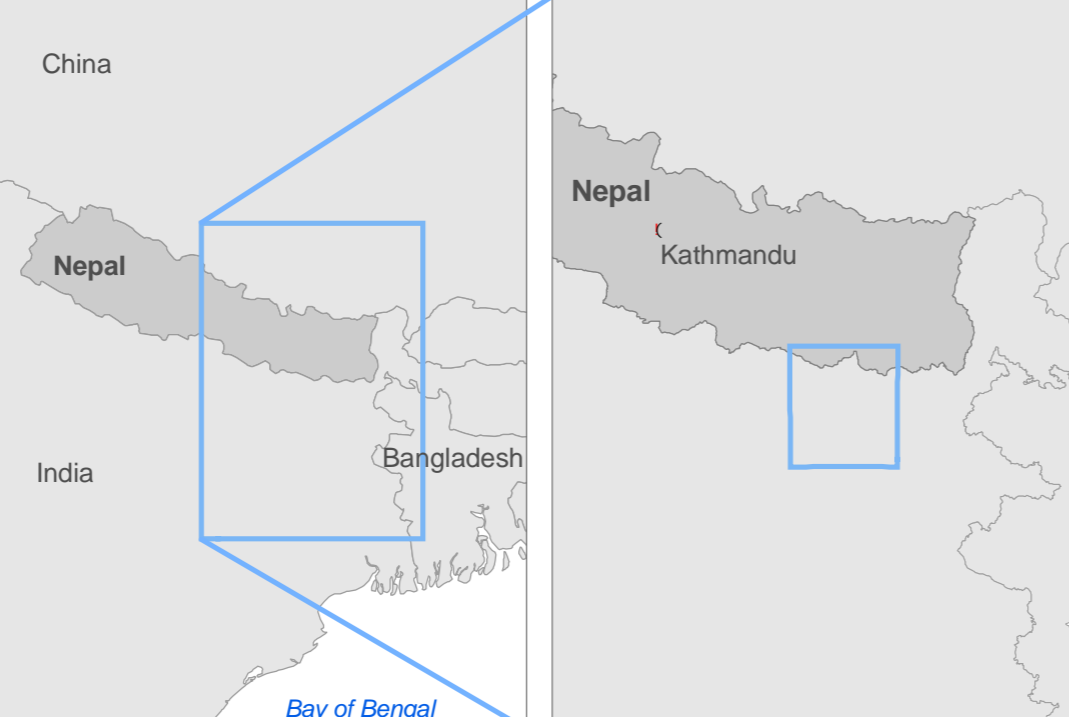 China
Nepal
India
Bangladesh
Bay of Bengal
Nepal
Kathmandu